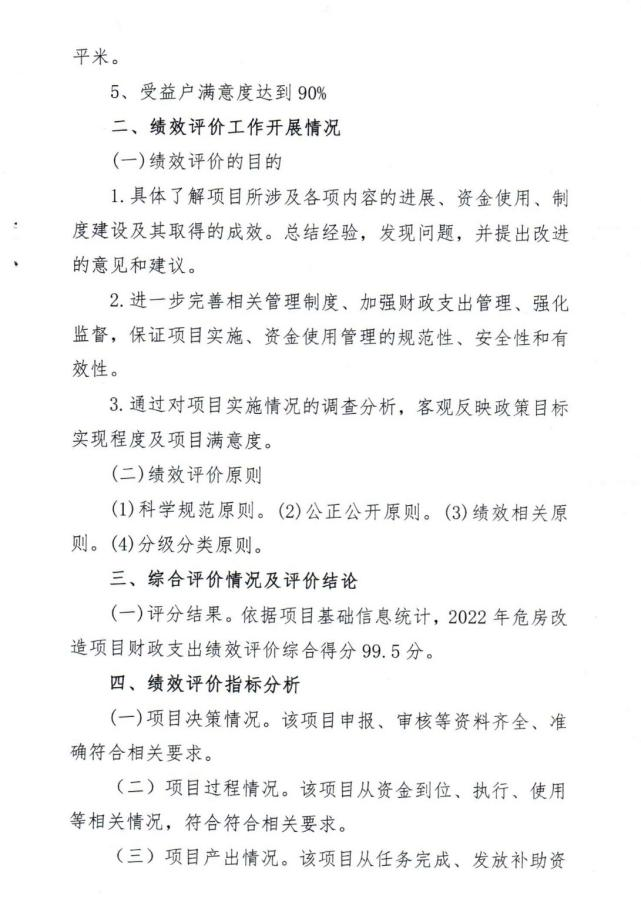 平米。
5、受益户满意度达到90%
二、绩效评价工作开展情况
(一)绩效评价的目的
1.具体了解项目所涉及各项内容的进展、资金使用、制
度建设及其取得的成效。总结经验，发现问题，并提出改进
的意见和建议。
2.进一步完善相关管理制度、加强财政支出管理、强化
监督，保证项目实施、资金使用管理的规范性、安全性和有
效性。
3.通过对项目实施情况的调查分析，客观反映政策目标
实现程度及项目满意度。
(二)绩效评价原则
(1)科学规范原则。(2)公正公开原则。(3)绩效相关原
则。(4)分级分类原则。
三、综合评价情况及评价结论
(一)评分结果。依据项目基础信息统计，2022年危房改
造项目财政支出绩效评价综合得分99.5分。
四、绩效评价指标分析
(一)项目决策情况。该项目申报、审核等资料齐全、准
确符合相关要求。
（二）项目过程情况。该项目从资金到位、执行、使用
等相关情况，符合符合相关要求。
（三）项目产出情况。该项目从任务完成、发放补助资